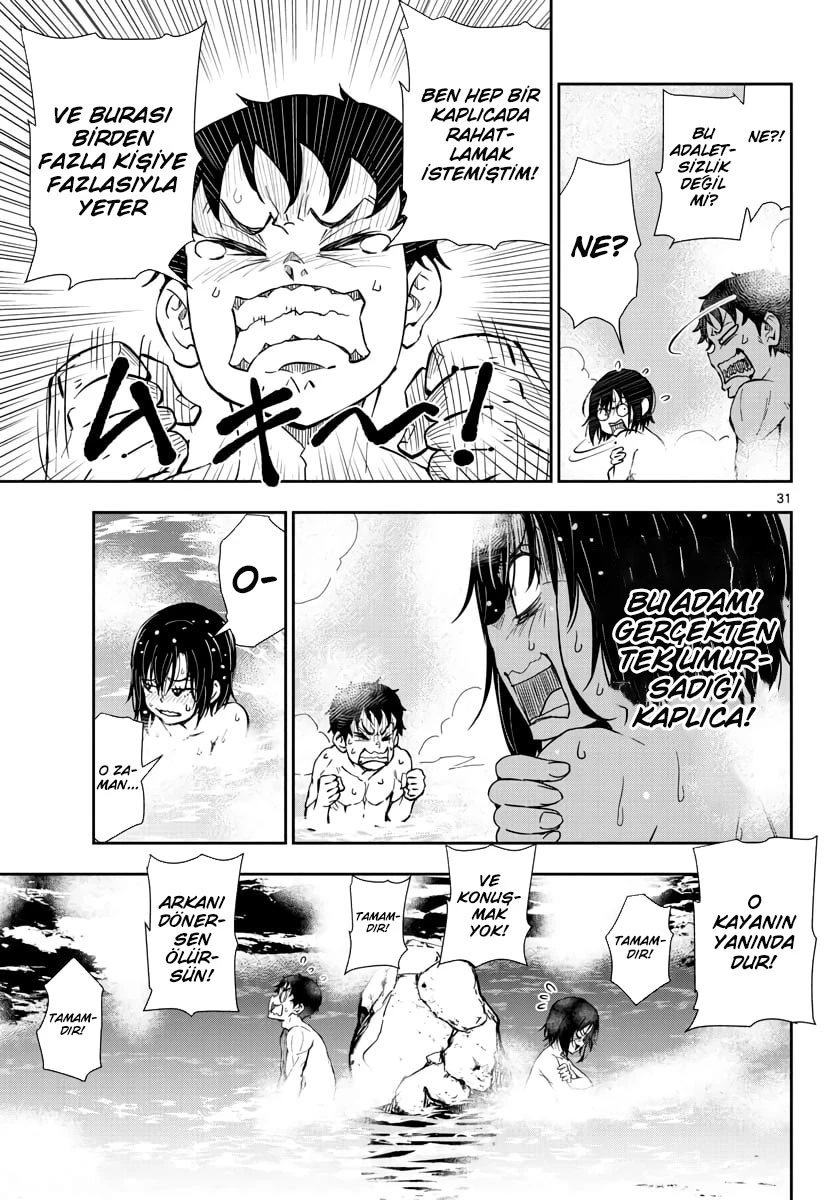 NE?!
BU
ADALET-
SİZLİK
DEĞİL
Mİ?
NE?
BEN HEP BİR
KAPLICADA
RAHAT-
LAMAK
İSTEMİŞTİM!
VE BURASI
BİRDEN
FAZLA KİŞİYE
FAZLASIYLA
YETER
ムキ〜!
31
BU ADAM!
GERÇEKTEN
TEK UMUR-
SADIĞI
KAPLICA!
O-
O ZA-
MAN...
O
KAYANIN
YANINDA
DUR!
TAMAM-
DIR!
VE
KONUŞ-
MAK
YOK!
TAMAM-
DIR!
ARKANI
DÖNER-
SEN
ÖLÜR-
SÜN!
TAMAM-
DIR!